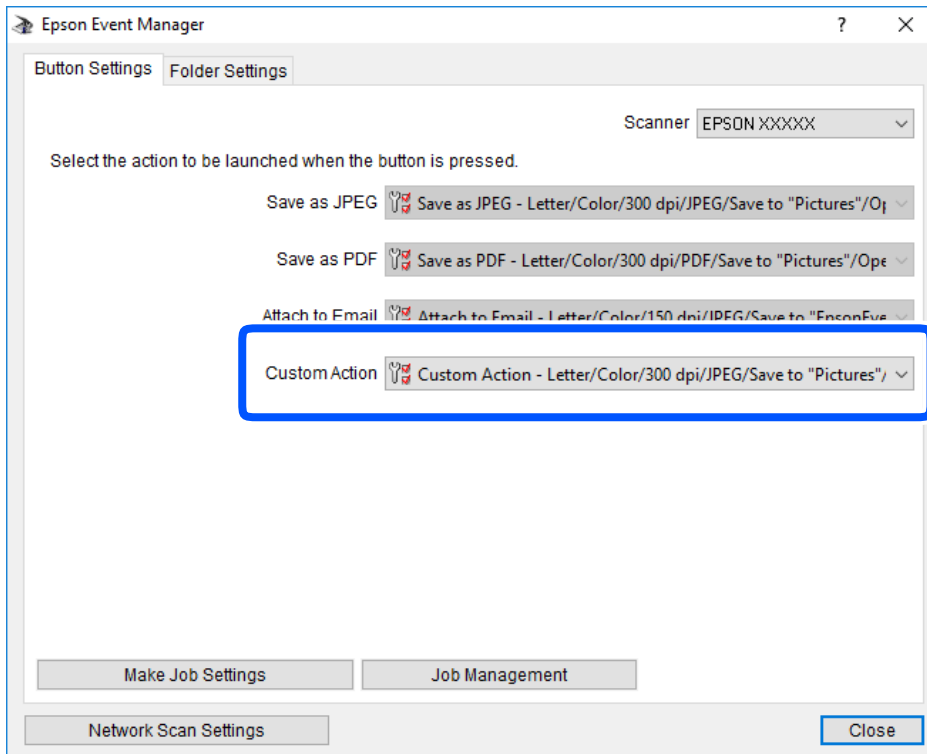 Epson Event Manager
?
Button Settings Folder Settings
Scanner EPSON XXXXX
Select the action to be launched when the button is pressed.
Save as JPEG Save as JPEG - Letter/Color/300 dpi/JPEG/Save to "Pictures"/Op
Save as PDF Save as PDF - Letter/Color/300 dpi/PDF/Save to "Pictures"/Ope
Attach to Email Attach to Email - Letter/Color/150 dpi/JPEG/Save to "EpsonEve
Custom Action Custom Action - Letter/Color/300 dpi/JPEG/Save to "Pictures"/
Make Job Settings Job Management
Network Scan Settings Close